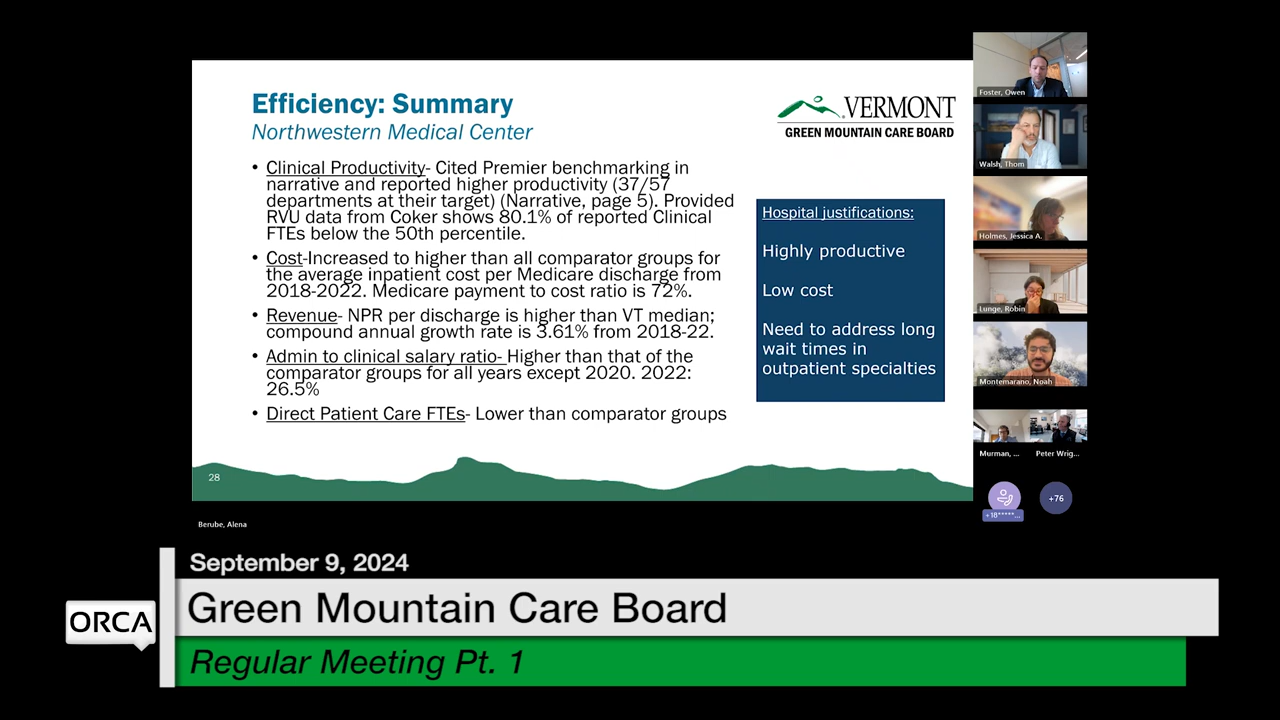 Efficiency: Summary
Northwestern Medical Center
VERMONT
GREEN MOUNTAIN CARE BOARD
• Clinical Productivity- Cited Premier benchmarking in
narrative and reported higher productivity (37/57
departments at their target) (Narrative, page 5). Provided
RVU data from Coker shows 80.1% of reported Clinical
FTEs below the 50th percentile.
• Cost-Increased to higher than all comparator groups for
the average inpatient cost per Medicare discharge from
2018-2022. Medicare payment to cost ratio is 72%.
• Revenue- NPR per discharge is higher than VT median;
compound annual growth rate is 3.61% from 2018-22.
• Admin to clinical salary ratio- Higher than that of the
comparator groups for all years except 2020. 2022:
26.5%
• Direct Patient Care FTEs- Lower than comparator groups
Hospital justifications:
Highly productive
Low cost
Need to address long
wait times in
outpatient specialties
28
Foster, Owen
Walsh, Thom
Holmes, Jessica A.
Lunge, Robin
Montemarano, Noah
Murman, ...
Peter Wrig...
+18*****...
+76
Berube, Alena
September 9, 2024
ORCA
Green Mountain Care Board
Regular Meeting Pt. 1